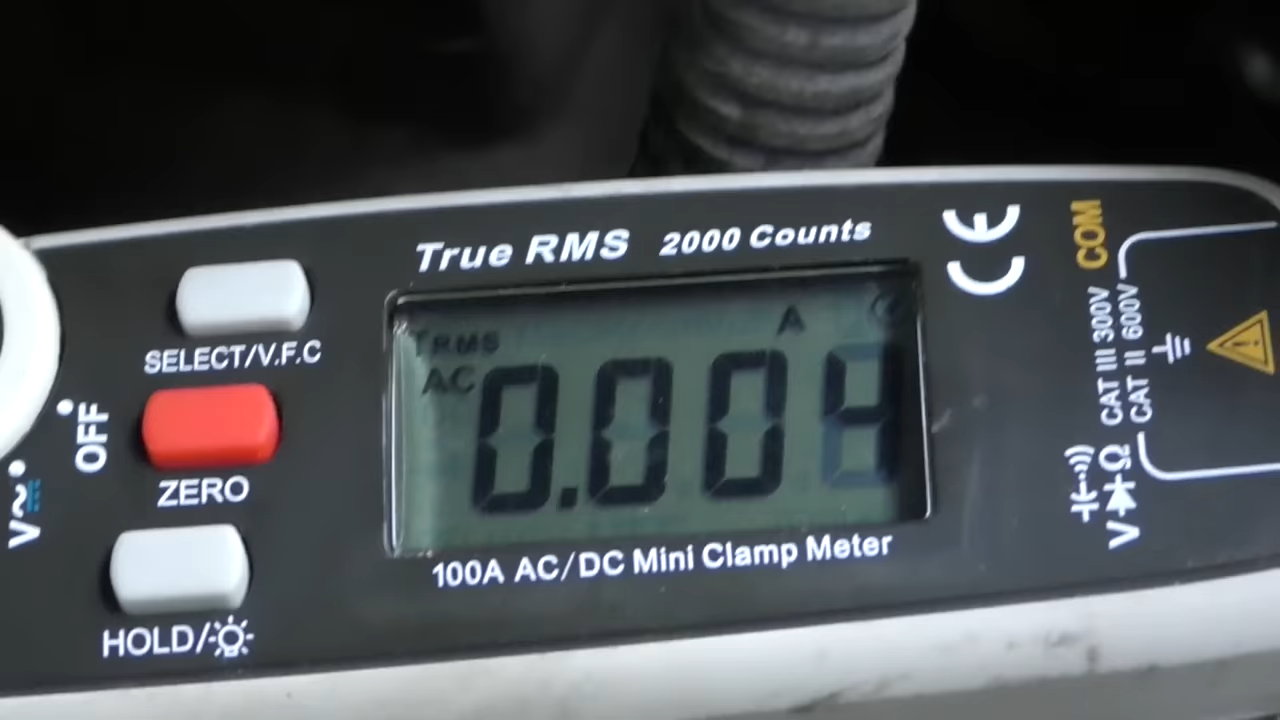 True RMS 2000 Counts
TRMS
A
AC
0.004
100A AC/DC Mini Clamp Meter
SELECT/V.F.C
ZERO
HOLD/
OFF
V
CE
COM
CAT III 300V
CAT II 600V
V Ω